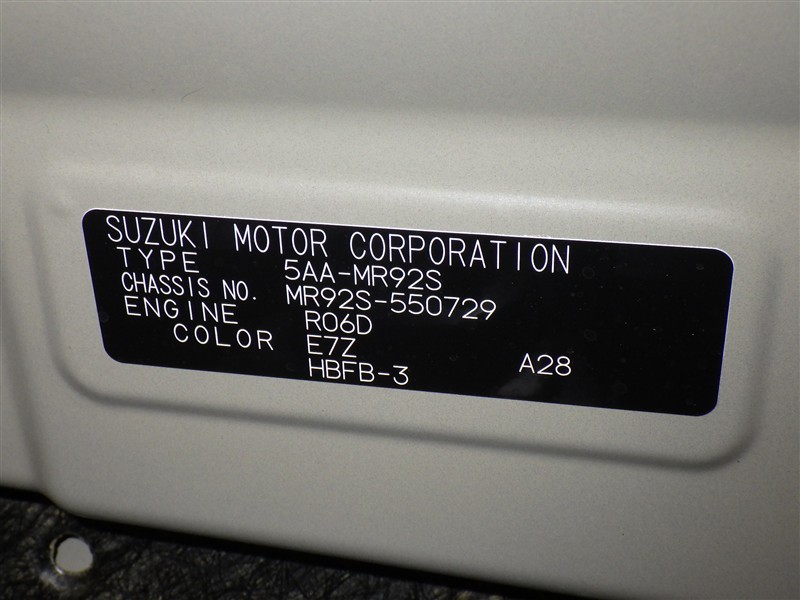 SUZUKI MOTOR CORPORATION
TYPE 5AA-MR92S
CHASSIS NO. MR92S-550729
ENGINE R06D
COLOR E7Z A28
HBFB-3